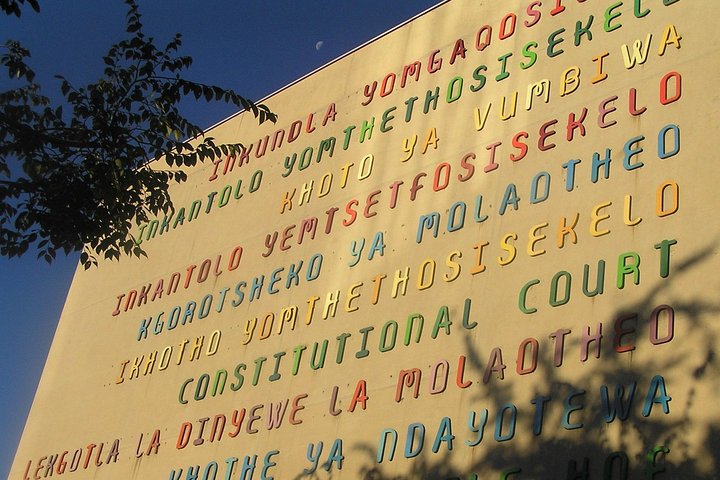 INKUNDLA YOMGAQOSISEKO
INKANTOLO YOMTHETHOSISEKELO
KHOTO YA VUMBIWA
INKANTOLO YEMTSETFOSISEKELO
KGOROTSHEKO YA MOLAOTHEO
IKHOTHO YOMTHETHOSISEKELO
CONSTITUTIONAL COURT
LEKGOTLA LA DINYEWE LA MOLAOTHEO
KHOTHE YA NDAYOTEWA
HOF